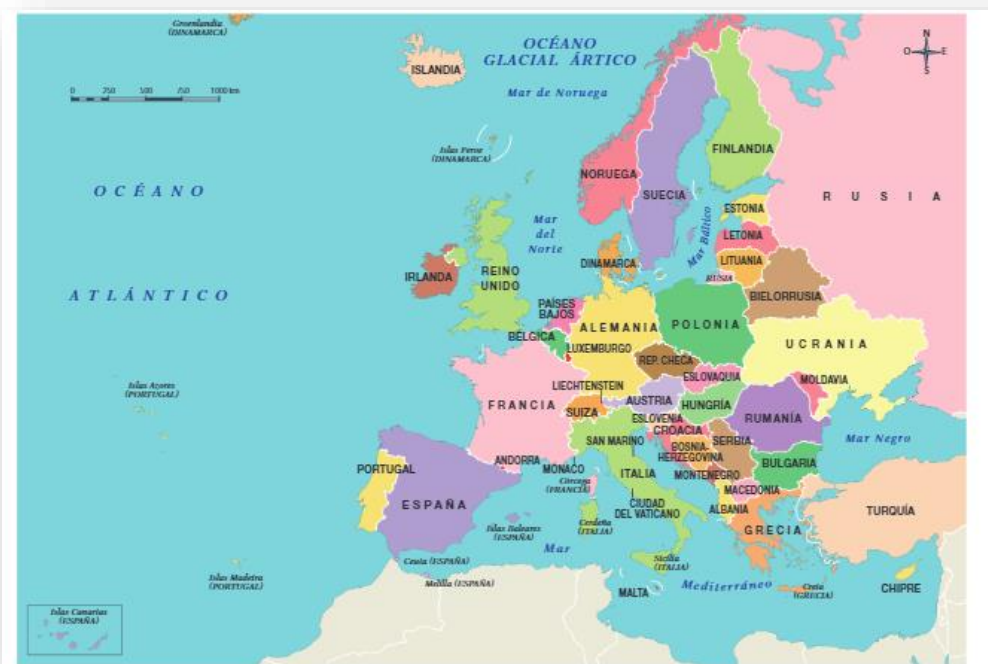 Groenlandia
(DINAMARCA)
OCÉANO
GLACIAL ÁRTICO
N
O
E
S
ISLANDIA
0 250 500 750 1000 km
Mar de Noruega
Islas Feroe
(DINAMARCA)
FINLANDIA
NORUEGA
SUECIA
RUSIA
OCÉANO
ATLÁNTICO
Mar
del
Norte
Mar Báltico
ESTONIA
LETONIA
LITUANIA
RUSIA
DINAMARCA
IRLANDA
REINO
UNIDO
BIELORRUSIA
PAÍSES
BAJOS
ALEMANIA
POLONIA
BÉLGICA
LUXEMBURGO
UCRANIA
REP. CHECA
ESLOVAQUIA
MOLDAVIA
LIECHTENSTEIN
Islas Azores
(PORTUGAL)
FRANCIA
SUIZA
AUSTRIA
HUNGRÍA
ESLOVENIA
CROACIA
RUMANÍA
SAN MARINO
BOSNIA-
HERZEGOVINA
SERBIA
Mar Negro
PORTUGAL
ANDORRA
MONACO
ITALIA
MONTENEGRO
BULGARIA
Córcega
(FRANCIA)
MACEDONIA
ESPAÑA
CIUDAD
DEL VATICANO
ALBANIA
TURQUÍA
Islas Baleares
(ESPAÑA)
Cerdeña
(ITALIA)
GRECIA
Mar
Mediterráneo
Ceuta (ESPAÑA)
Sicilia
(ITALIA)
Islas Madeira
(PORTUGAL)
Melilla (ESPAÑA)
MALTA
Creta
(GRECIA)
CHIPRE
Islas Canarias
(ESPAÑA)